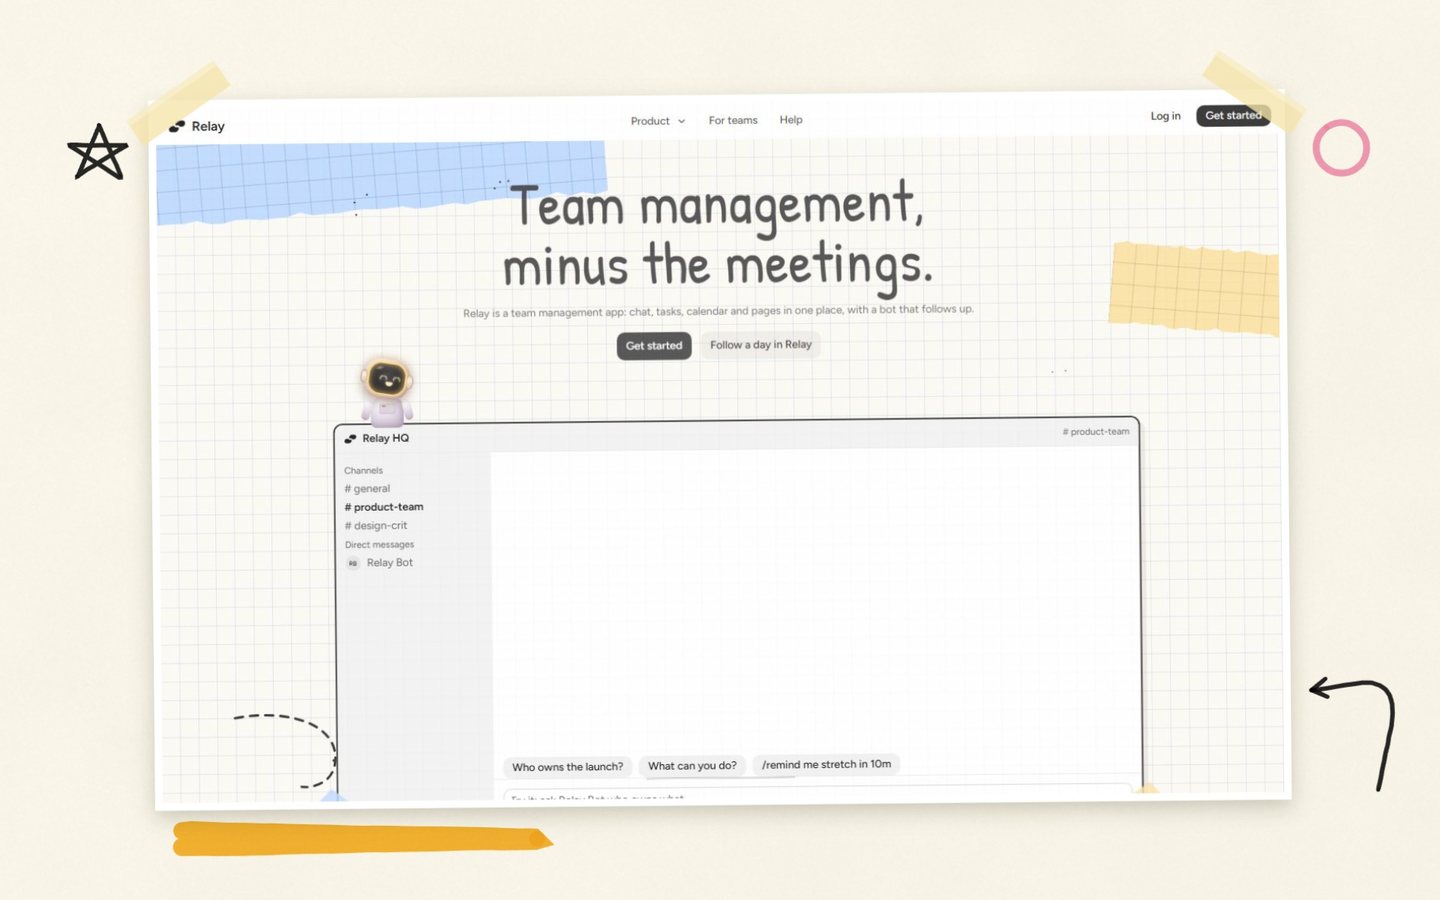 Relay
Product
For teams
Help
Log in
Get started
Team management,
minus the meetings.
Relay is a team management app: chat, tasks, calendar and pages in one place, with a bot that follows up.
Get started
Follow a day in Relay
Relay HQ
# product-team
Channels
# general
# product-team
# design-crit
Direct messages
RB Relay Bot
Who owns the launch?
What can you do?
/remind me stretch in 10m